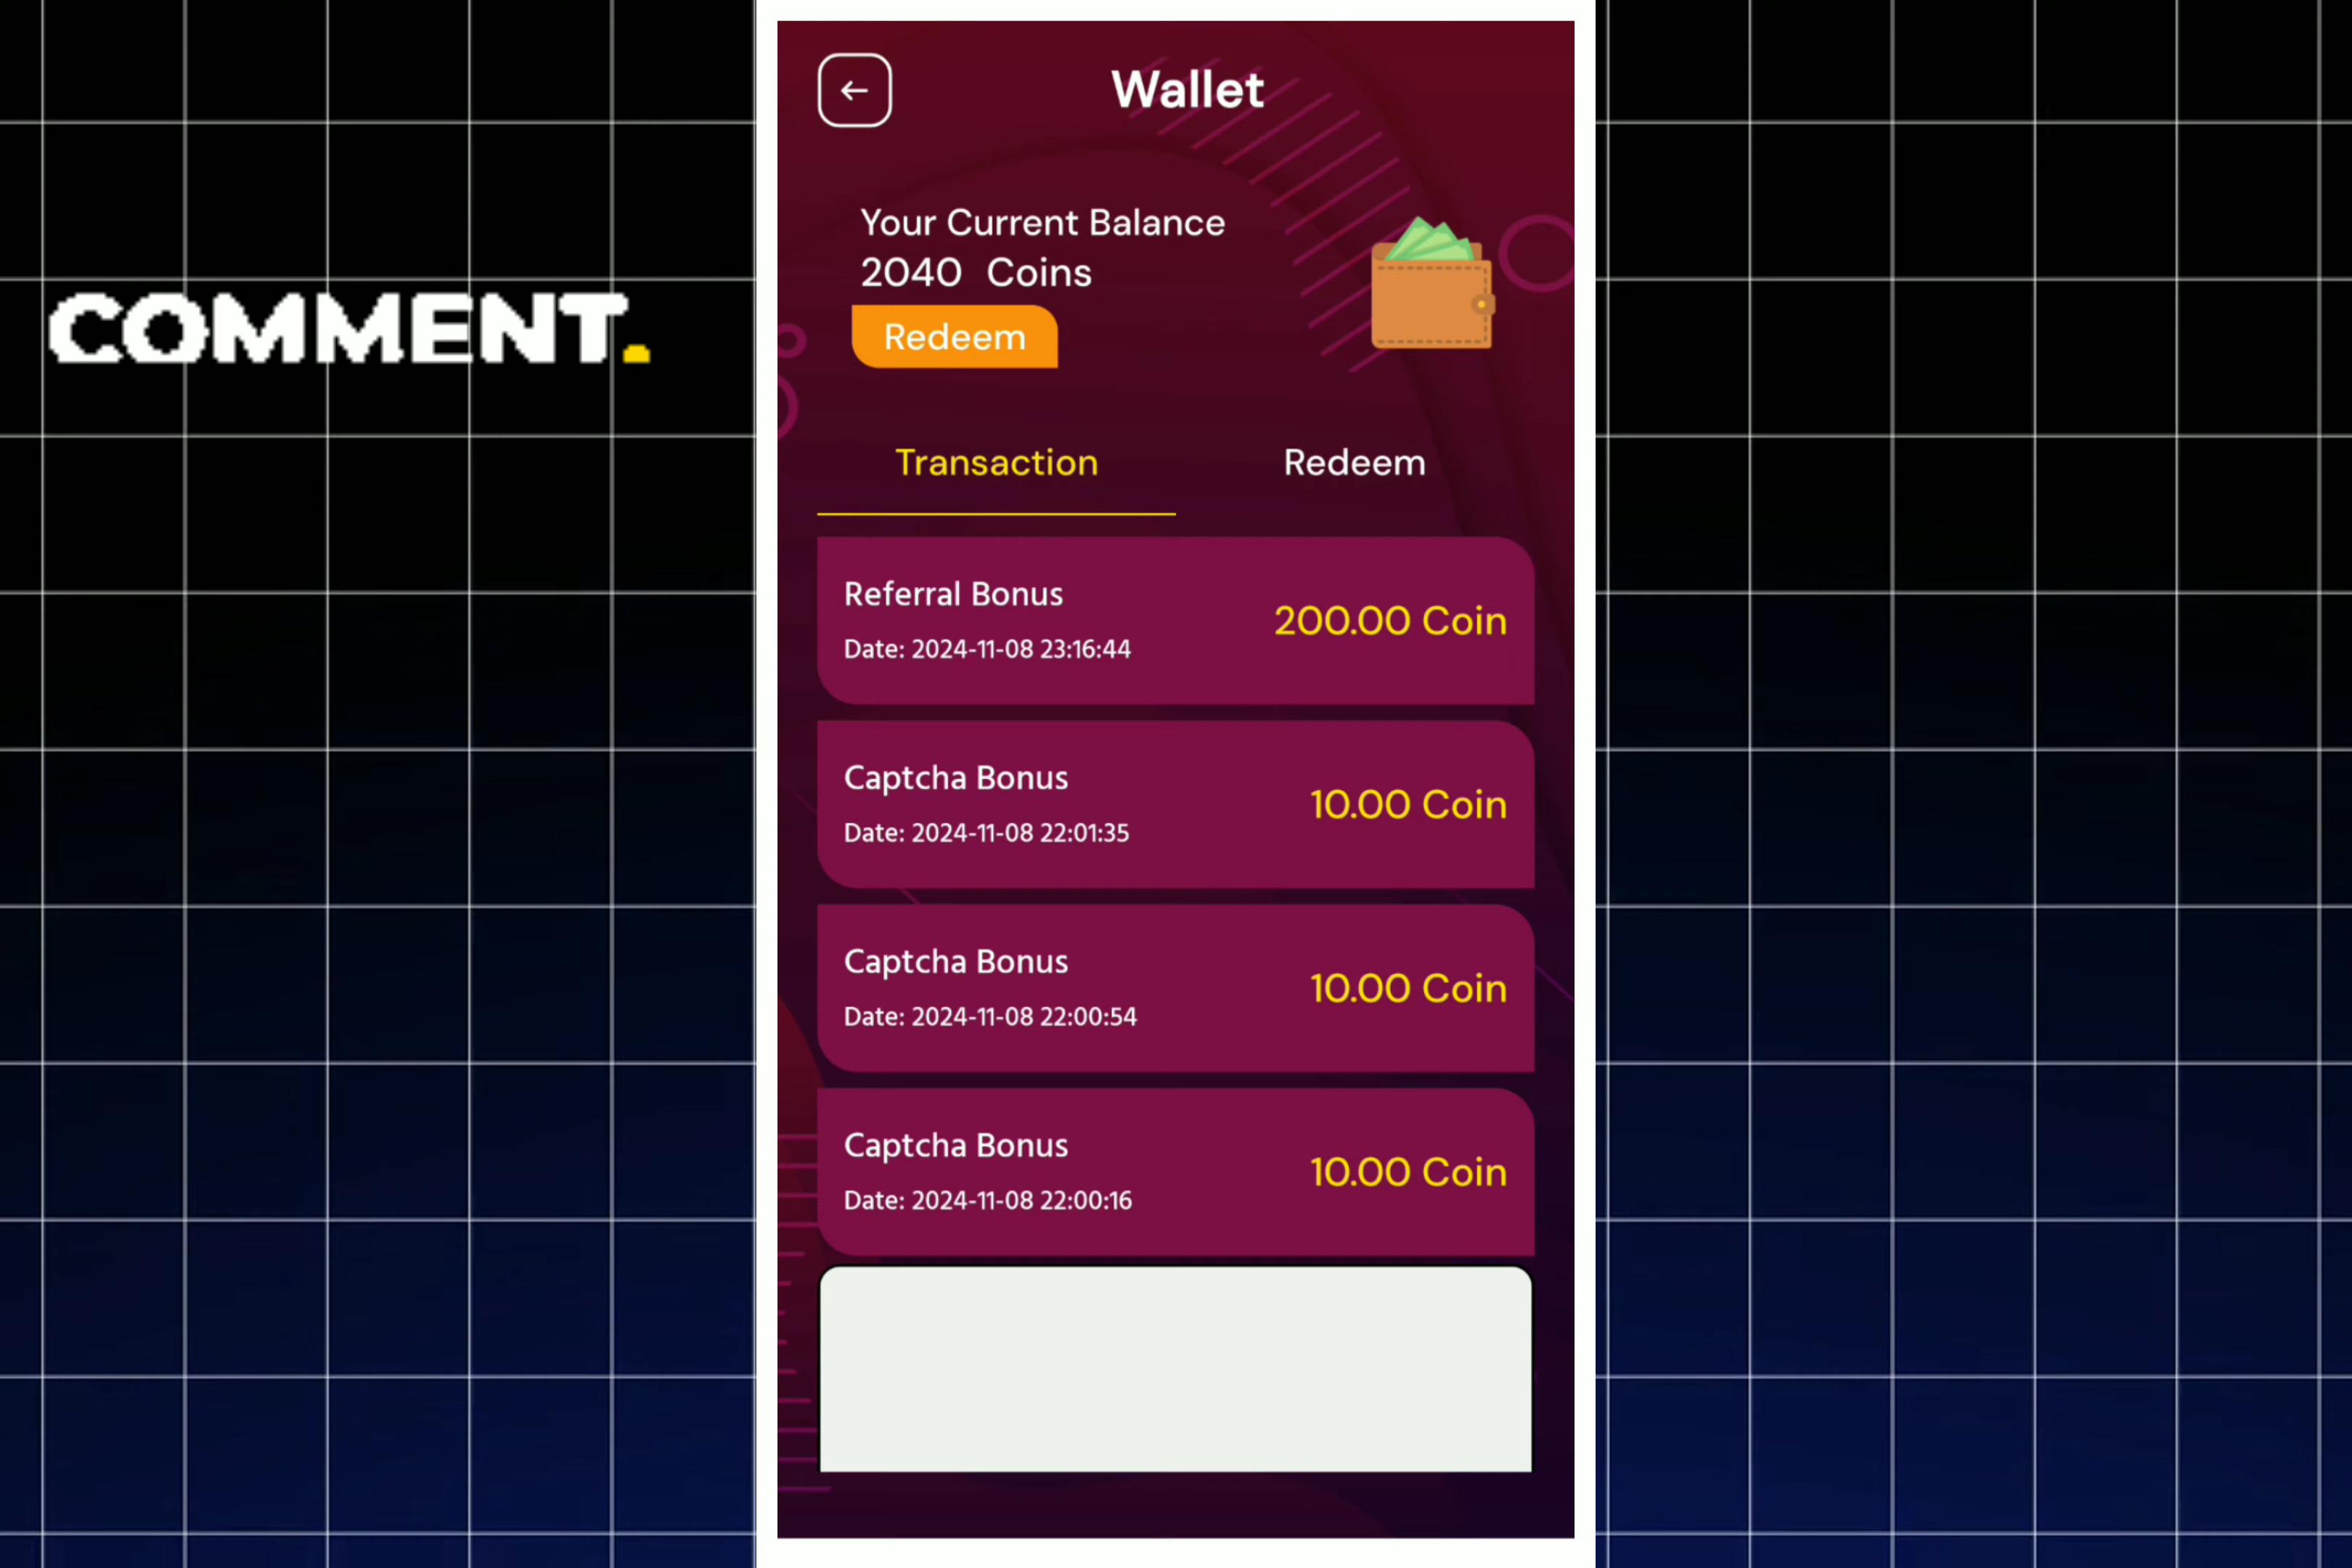 COMMENT.
Wallet
Your Current Balance
2040 Coins
Redeem
Transaction
Redeem
Referral Bonus
200.00 Coin
Date: 2024-11-08 23:16:44
Captcha Bonus
10.00 Coin
Date: 2024-11-08 22:01:35
Captcha Bonus
10.00 Coin
Date: 2024-11-08 22:00:54
Captcha Bonus
10.00 Coin
Date: 2024-11-08 22:00:16